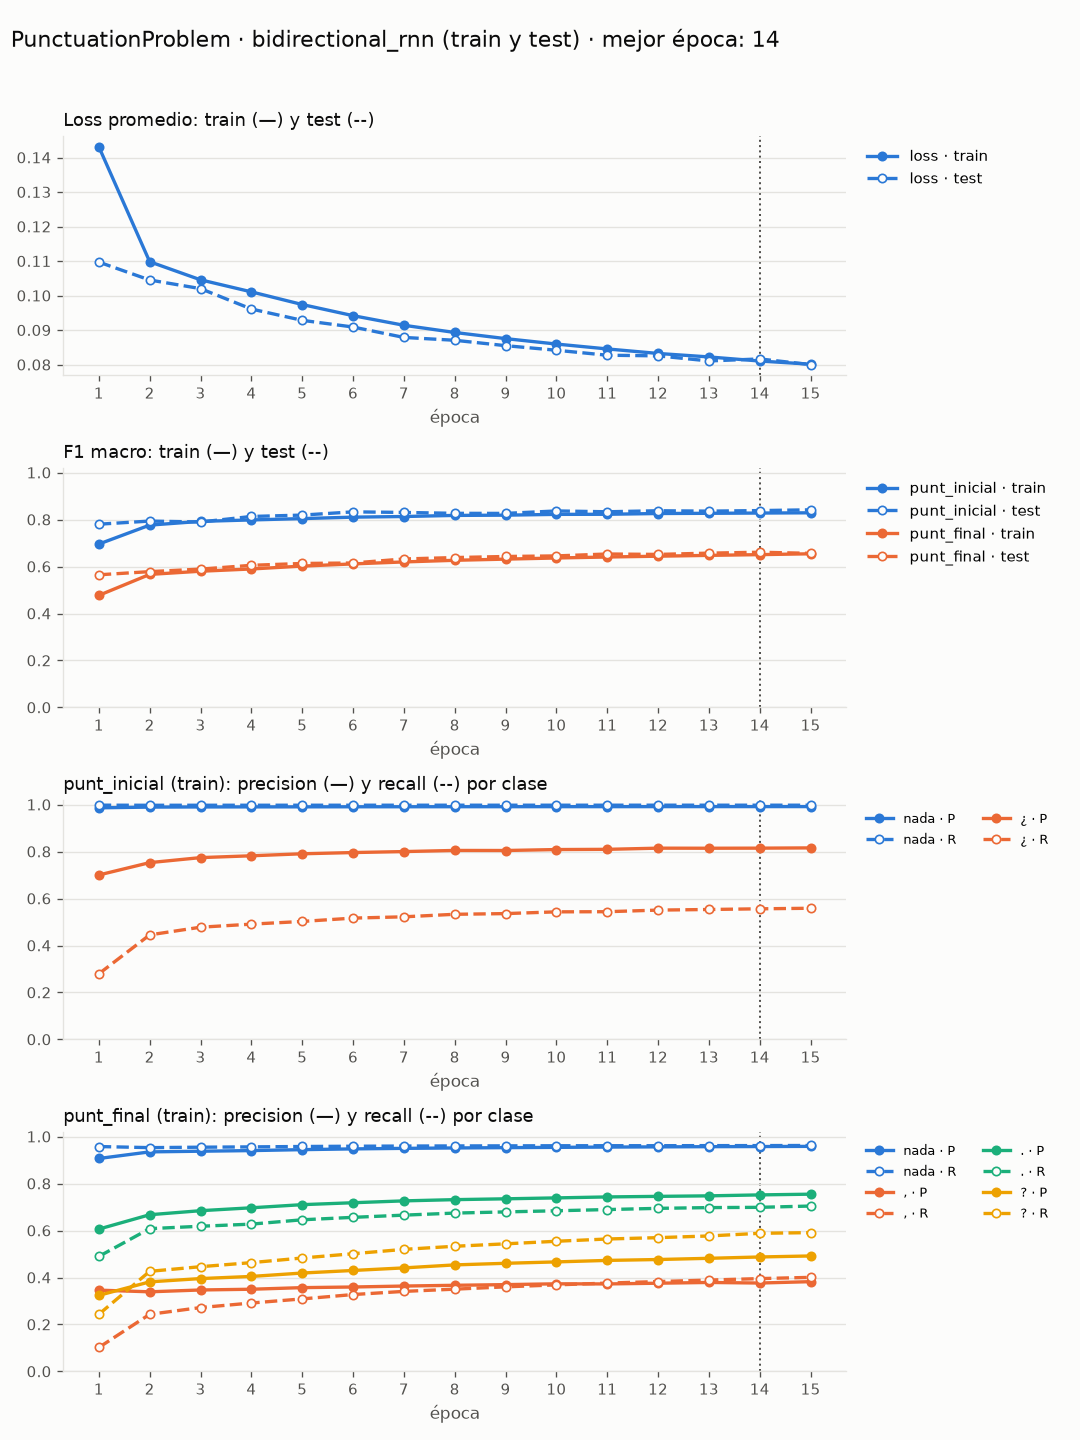 PunctuationProblem · bidirectional_rnn (train y test) · mejor época: 14
Loss promedio: train (—) y test (--)
0.14
0.13
0.12
0.11
0.10
0.09
0.08
1 2 3 4 5 6 7 8 9 10 11 12 13 14 15
época
loss · train
loss · test
F1 macro: train (—) y test (--)
1.0
0.8
0.6
0.4
0.2
0.0
1 2 3 4 5 6 7 8 9 10 11 12 13 14 15
época
punt_inicial · train
punt_inicial · test
punt_final · train
punt_final · test
punt_inicial (train): precision (—) y recall (--) por clase
1.0
0.8
0.6
0.4
0.2
0.0
1 2 3 4 5 6 7 8 9 10 11 12 13 14 15
época
nada · P ¿ · P
nada · R ¿ · R
punt_final (train): precision (—) y recall (--) por clase
1.0
0.8
0.6
0.4
0.2
0.0
1 2 3 4 5 6 7 8 9 10 11 12 13 14 15
época
nada · P . · P
nada · R . · R
, · P ? · P
, · R ? · R